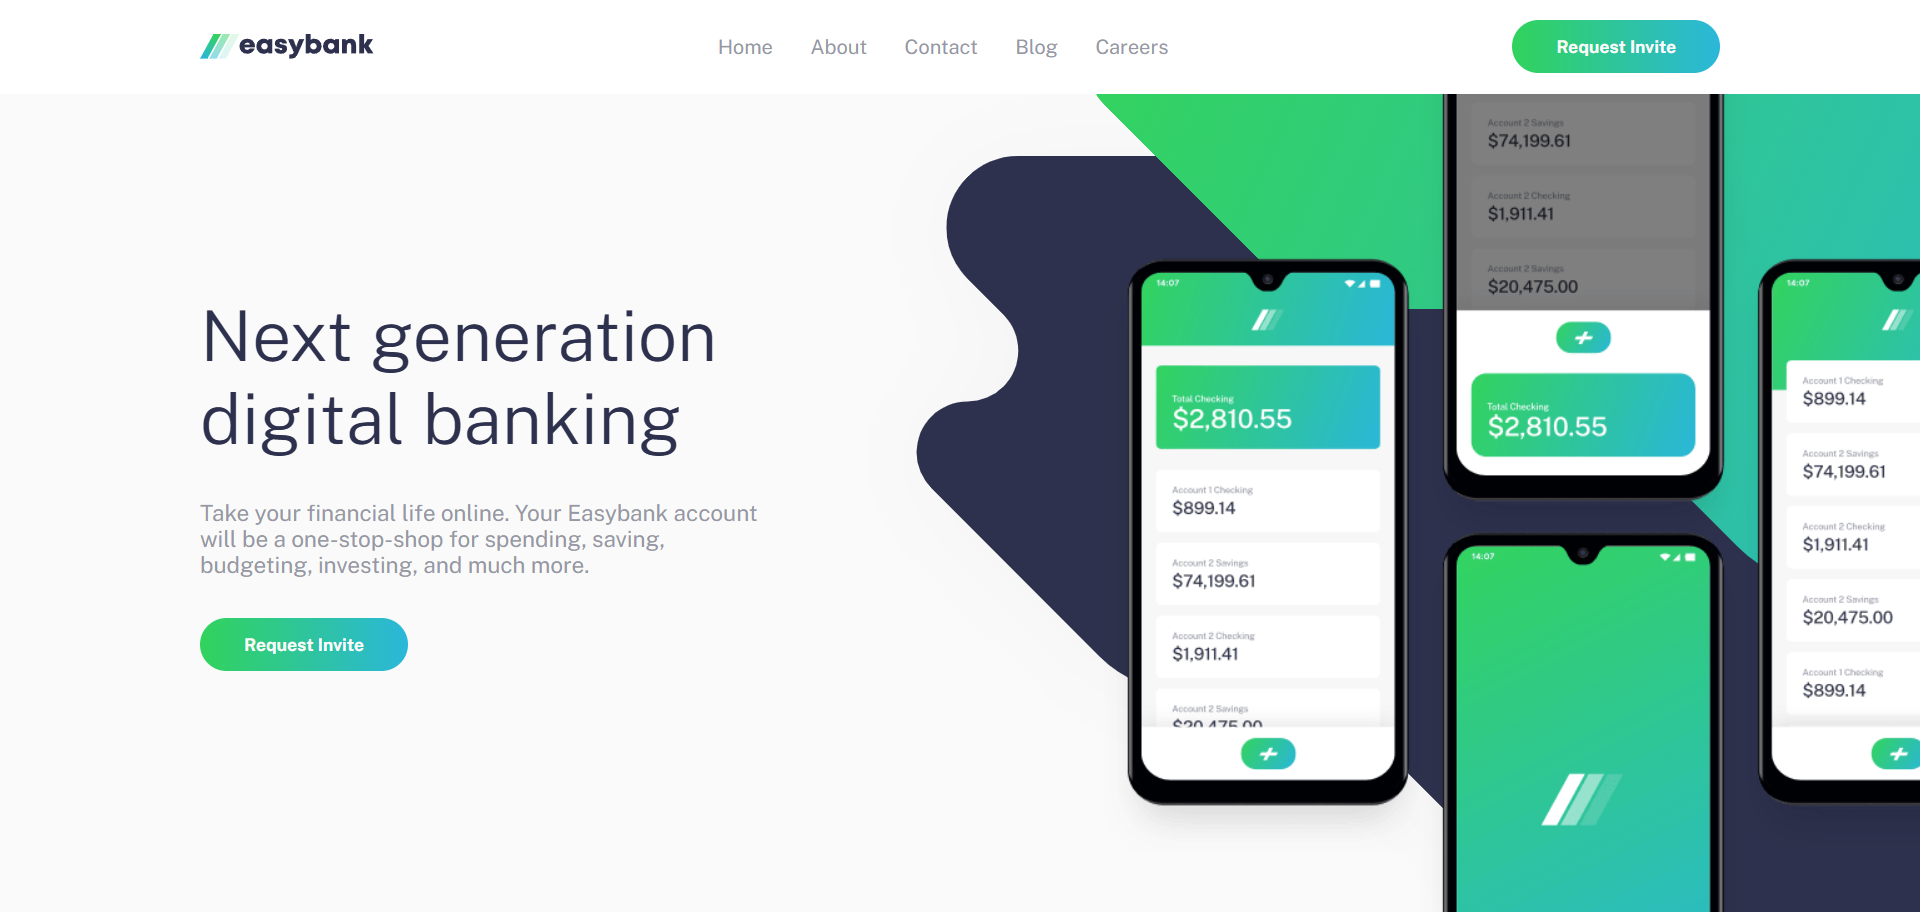 easybank
Home About Contact Blog Careers
Request Invite
Next generation
digital banking
Take your financial life online. Your Easybank account
will be a one-stop-shop for spending, saving,
budgeting, investing, and much more.
Request Invite
14:07
Total Checking
$2,810.55
Account 1 Checking
$899.14
Account 2 Savings
$74,199.61
Account 2 Checking
$1,911.41
Account 2 Savings
$20,475.00
Account 2 Savings
$74,199.61
Account 2 Checking
$1,911.41
Account 2 Savings
$20,475.00
Total Checking
$2,810.55
14:07
14:07
Account 1 Checking
$899.14
Account 2 Savings
$74,199.61
Account 2 Checking
$1,911.41
Account 2 Savings
$20,475.00
Account 1 Checking
$899.14